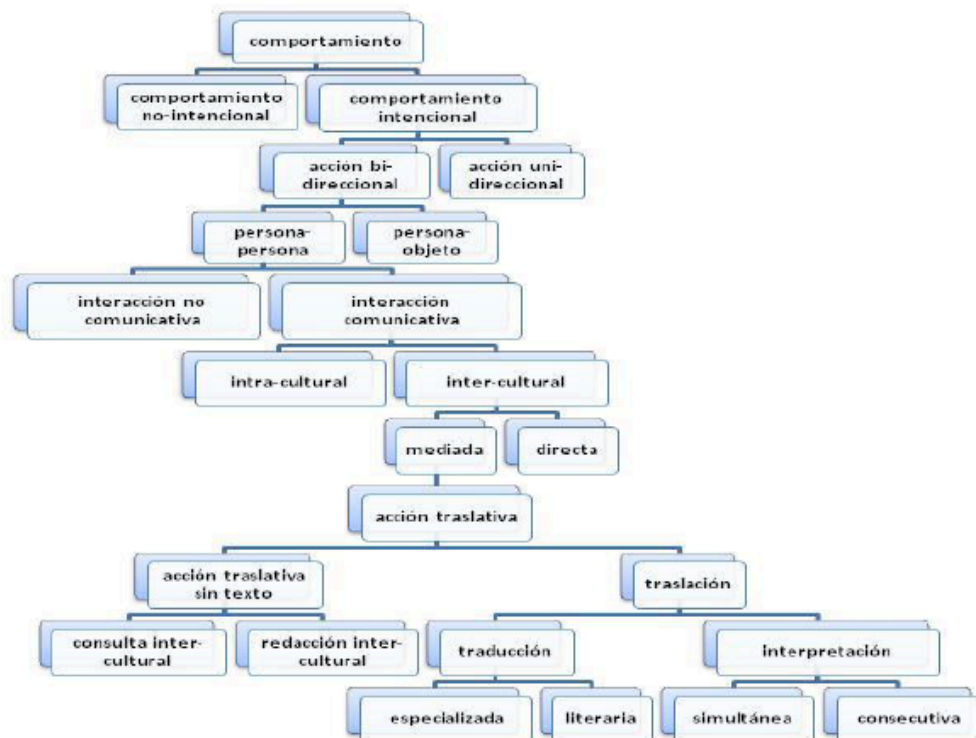 comportamiento
comportamiento
no-intencional
comportamiento
intencional
acción bi-
direccional
acción uni-
direccional
persona-
persona
persona-
objeto
interacción no
comunicativa
interacción
comunicativa
intra-cultural
inter-cultural
mediada
directa
acción traslativa
acción traslativa
sin texto
traslación
consulta inter-
cultural
redacción inter-
cultural
traducción
interpretación
especializada
literaria
simultánea
consecutiva